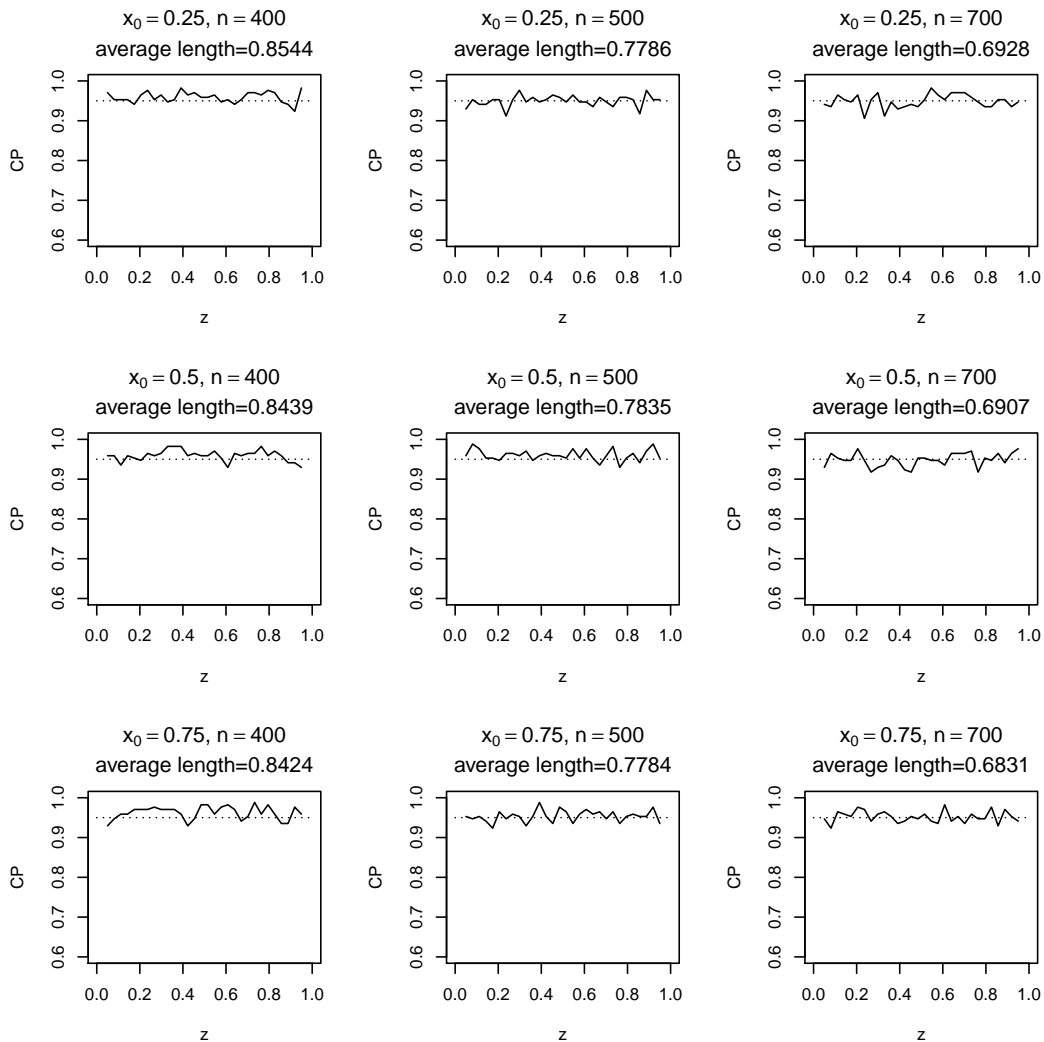 x₀ = 0.25, n = 400
average length=0.8544
CP
1.0
0.9
0.8
0.7
0.6
0.0 0.2 0.4 0.6 0.8 1.0
z
x₀ = 0.25, n = 500
average length=0.7786
CP
1.0
0.9
0.8
0.7
0.6
0.0 0.2 0.4 0.6 0.8 1.0
z
x₀ = 0.25, n = 700
average length=0.6928
CP
1.0
0.9
0.8
0.7
0.6
0.0 0.2 0.4 0.6 0.8 1.0
z
x₀ = 0.5, n = 400
average length=0.8439
CP
1.0
0.9
0.8
0.7
0.6
0.0 0.2 0.4 0.6 0.8 1.0
z
x₀ = 0.5, n = 500
average length=0.7835
CP
1.0
0.9
0.8
0.7
0.6
0.0 0.2 0.4 0.6 0.8 1.0
z
x₀ = 0.5, n = 700
average length=0.6907
CP
1.0
0.9
0.8
0.7
0.6
0.0 0.2 0.4 0.6 0.8 1.0
z
x₀ = 0.75, n = 400
average length=0.8424
CP
1.0
0.9
0.8
0.7
0.6
0.0 0.2 0.4 0.6 0.8 1.0
z
x₀ = 0.75, n = 500
average length=0.7784
CP
1.0
0.9
0.8
0.7
0.6
0.0 0.2 0.4 0.6 0.8 1.0
z
x₀ = 0.75, n = 700
average length=0.6831
CP
1.0
0.9
0.8
0.7
0.6
0.0 0.2 0.4 0.6 0.8 1.0
z